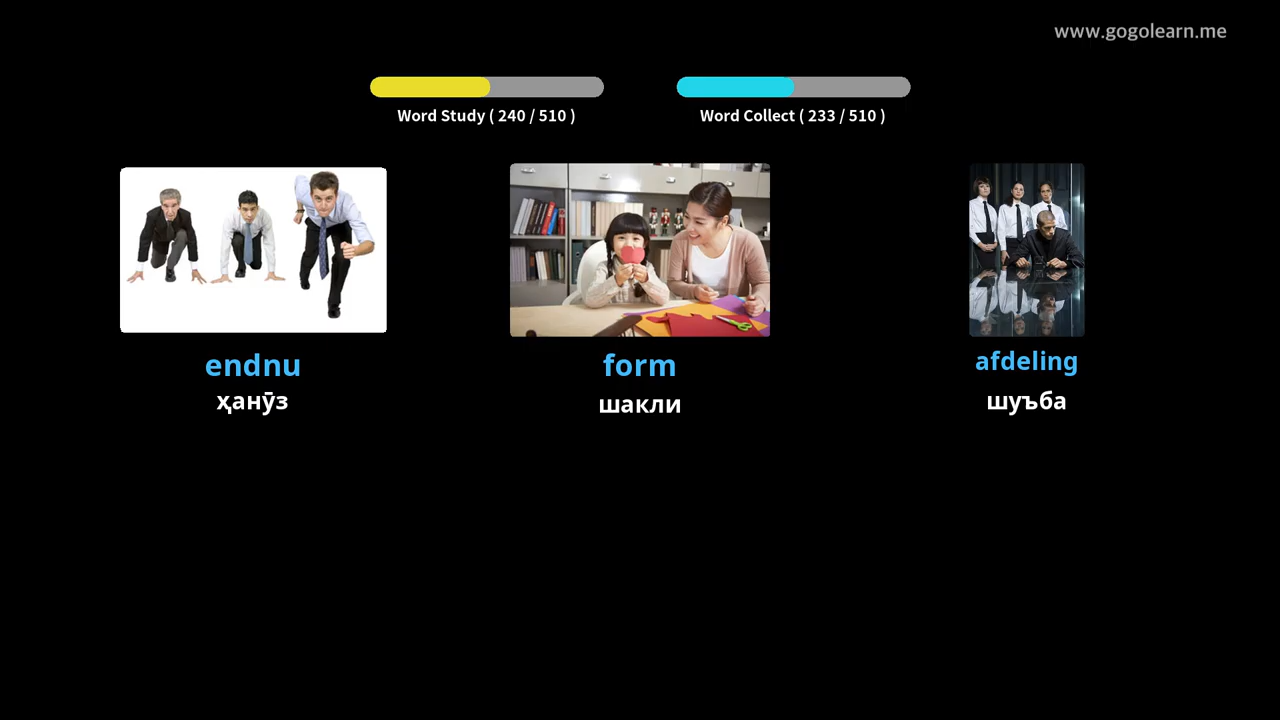 www.gogolearn.me
Word Study ( 240 / 510 )
Word Collect ( 233 / 510 )
endnu
form
afdeling
ҳанӯз
шакли
шуъба